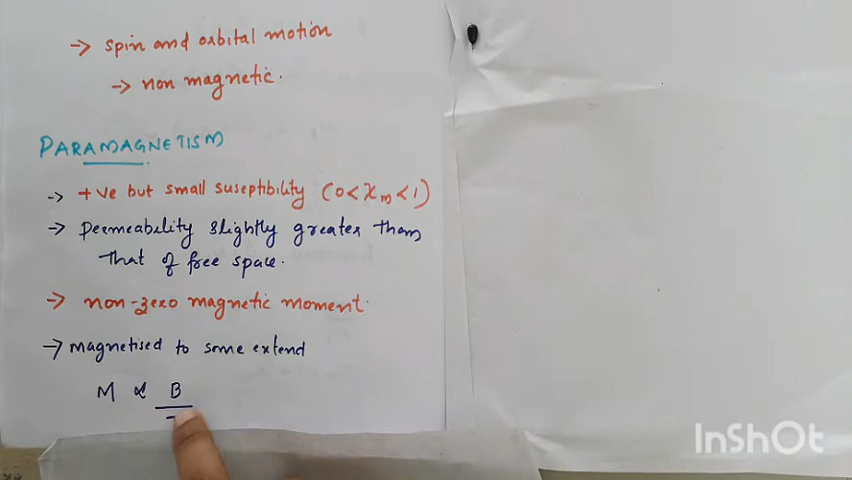 → spin and orbital motion
→ non magnetic.
PARAMAGNETISM
→ +ve but small suseptibility (0<χm<1)
→ permeability slightly greater than
that of free space.
→ non-zero magnetic moment.
→ magnetised to some extend
M ∝ B
InShOt